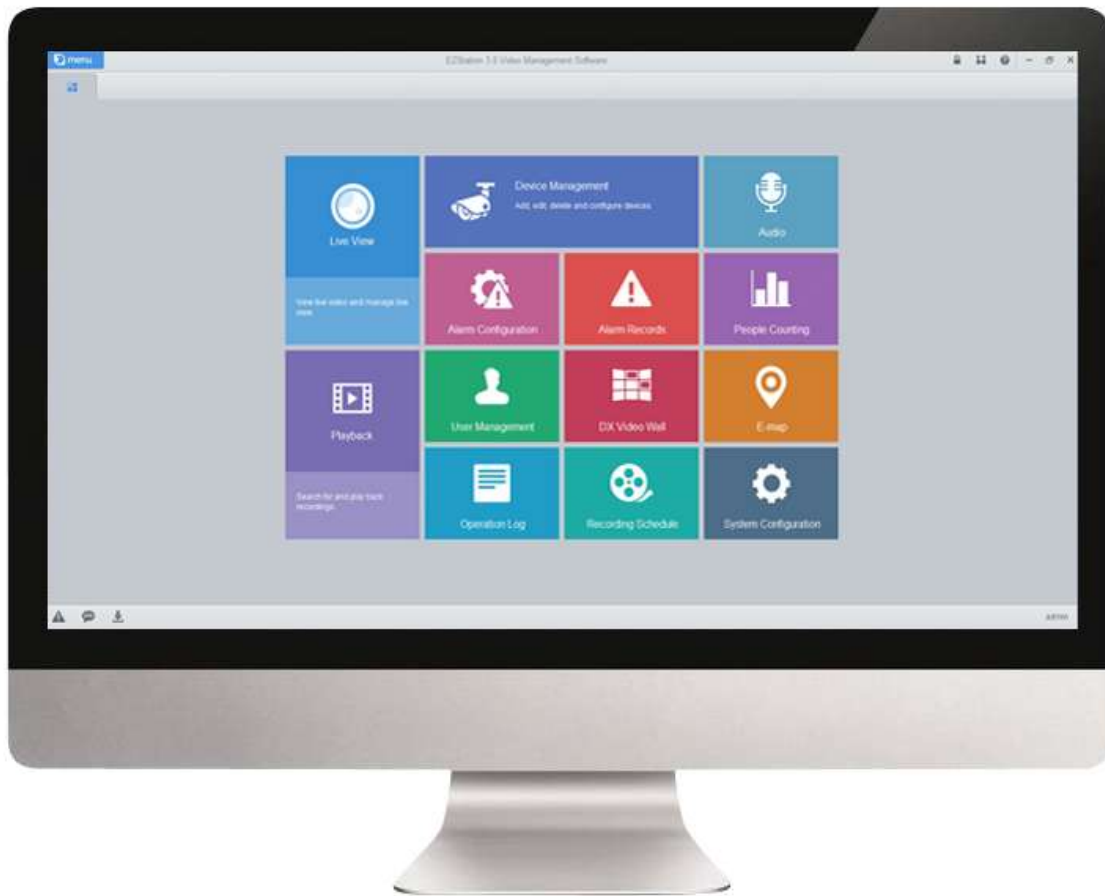 menu
EZStation 3.0 Video Management Software
Live View
View live video and manage live
view.
Device Management
Add, edit, delete and configure devices.
Audio
Alarm Configuration
Alarm Records
People Counting
Playback
Search for and play back
recordings.
User Management
DX Video Wall
E-map
Operation Log
Recording Schedule
System Configuration